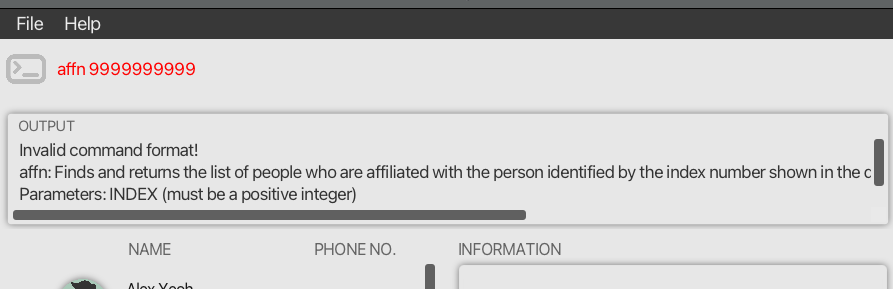 File Help
affn 9999999999
OUTPUT
Invalid command format!
affn: Finds and returns the list of people who are affiliated with the person identified by the index number shown in the
Parameters: INDEX (must be a positive integer)
NAME PHONE NO. INFORMATION
Alex Yeoh